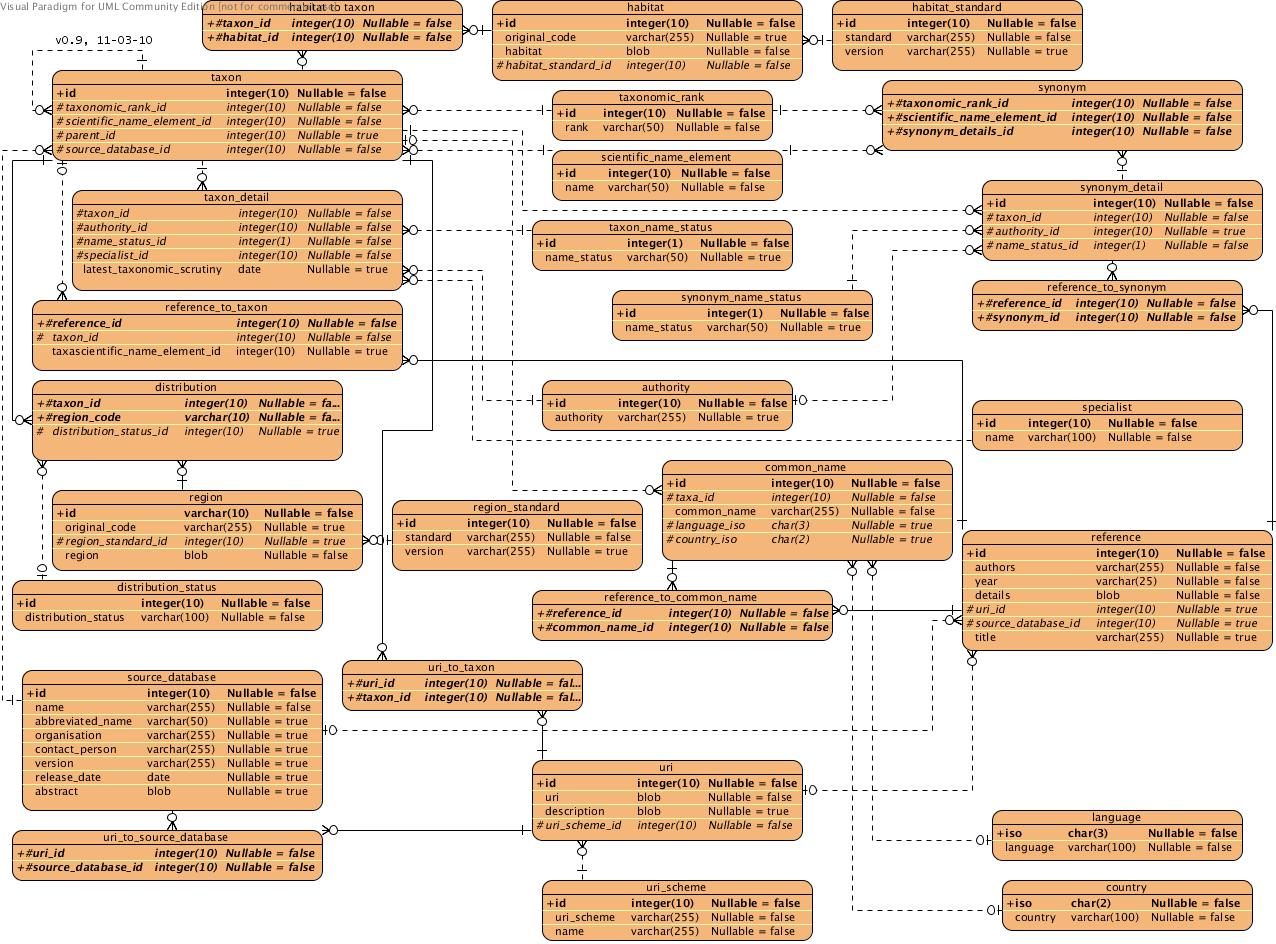 Visual Paradigm for UML Community Edition [not for commercial use]
v0.9, 11-03-10
habitat_to_taxon
+#taxon_id integer(10) Nullable = false
+#habitat_id integer(10) Nullable = false
habitat
+id integer(10) Nullable = false
original_code varchar(255) Nullable = true
habitat blob Nullable = false
#habitat_standard_id integer(10) Nullable = false
habitat_standard
+id integer(10) Nullable = false
standard varchar(255) Nullable = false
version varchar(255) Nullable = true
taxon
+id integer(10) Nullable = false
#taxonomic_rank_id integer(10) Nullable = false
#scientific_name_element_id integer(10) Nullable = false
#parent_id integer(10) Nullable = true
#source_database_id integer(10) Nullable = false
taxonomic_rank
+id integer(10) Nullable = false
rank varchar(50) Nullable = false
synonym
+#taxonomic_rank_id integer(10) Nullable = false
+#scientific_name_element_id integer(10) Nullable = false
+#synonym_details_id integer(10) Nullable = false
scientific_name_element
+id integer(10) Nullable = false
name varchar(50) Nullable = false
taxon_detail
#taxon_id integer(10) Nullable = false
#authority_id integer(10) Nullable = false
#name_status_id integer(1) Nullable = false
#specialist_id integer(10) Nullable = false
latest_taxonomic_scrutiny date Nullable = true
taxon_name_status
+id integer(1) Nullable = false
name_status varchar(50) Nullable = true
synonym_detail
+id integer(10) Nullable = false
#taxon_id integer(10) Nullable = false
#authority_id integer(10) Nullable = true
#name_status_id integer(1) Nullable = false
synonym_name_status
+id integer(1) Nullable = false
name_status varchar(50) Nullable = true
reference_to_synonym
+#reference_id integer(10) Nullable = false
+#synonym_id integer(10) Nullable = false
reference_to_taxon
+#reference_id integer(10) Nullable = false
# taxon_id integer(10) Nullable = false
taxascientific_name_element_id integer(10) Nullable = true
distribution
+#taxon_id integer(10) Nullable = fa...
+#region_code varchar(10) Nullable = fa...
# distribution_status_id integer(10) Nullable = true
authority
+id integer(10) Nullable = false
authority varchar(255) Nullable = true
specialist
+id integer(10) Nullable = false
name varchar(100) Nullable = false
common_name
+id integer(10) Nullable = false
#taxa_id integer(10) Nullable = false
common_name varchar(255) Nullable = false
#language_iso char(3) Nullable = true
#country_iso char(2) Nullable = true
region
+id varchar(10) Nullable = false
original_code varchar(255) Nullable = true
#region_standard_id integer(10) Nullable = true
region blob Nullable = false
region_standard
+id integer(10) Nullable = false
standard varchar(255) Nullable = false
version varchar(255) Nullable = true
reference
+id integer(10) Nullable = false
authors varchar(255) Nullable = true
year varchar(25) Nullable = true
details blob Nullable = true
#uri_id integer(10) Nullable = true
#source_database_id integer(10) Nullable = true
title varchar(255) Nullable = true
distribution_status
+id integer(10) Nullable = false
distribution_status varchar(100) Nullable = false
reference_to_common_name
+#reference_id integer(10) Nullable = false
+#common_name_id integer(10) Nullable = false
uri_to_taxon
+#uri_id integer(10) Nullable = fal...
+#taxon_id integer(10) Nullable = fal...
source_database
+id integer(10) Nullable = false
name varchar(255) Nullable = false
abbreviated_name varchar(50) Nullable = true
organisation varchar(255) Nullable = true
contact_person varchar(255) Nullable = true
version varchar(255) Nullable = true
release_date date Nullable = true
abstract blob Nullable = true
uri
+id integer(10) Nullable = false
uri blob Nullable = false
description blob Nullable = true
#uri_scheme_id integer(10) Nullable = false
uri_to_source_database
+#uri_id integer(10) Nullable = false
+#source_database_id integer(10) Nullable = false
language
+iso char(3) Nullable = false
language varchar(100) Nullable = false
uri_scheme
+id integer(10) Nullable = false
uri_scheme varchar(255) Nullable = false
name varchar(255) Nullable = false
country
+iso char(2) Nullable = false
country varchar(100) Nullable = false